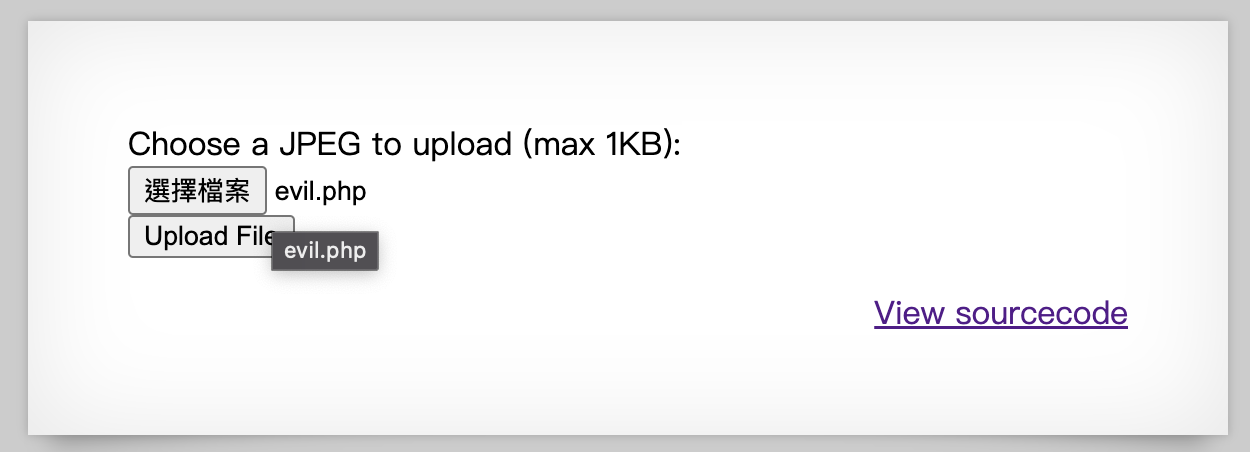 Choose a JPEG to upload (max 1KB):
選擇檔案 evil.php
Upload File
evil.php
View sourcecode